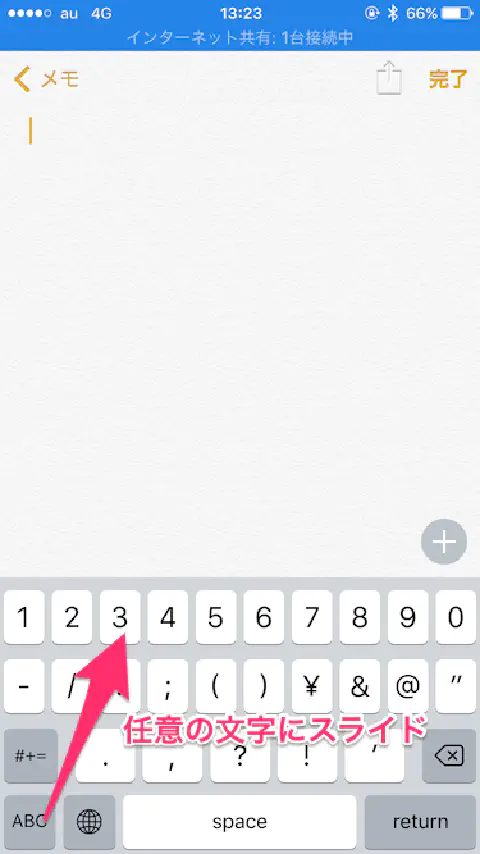 au 4G 13:23 66%
インターネット共有: 1台接続中
メモ 完了
1 2 3 4 5 6 7 8 9 0
- / ; ( ) ¥ & @ "
任意の文字にスライド
#+= . , ? ! '
ABC space return